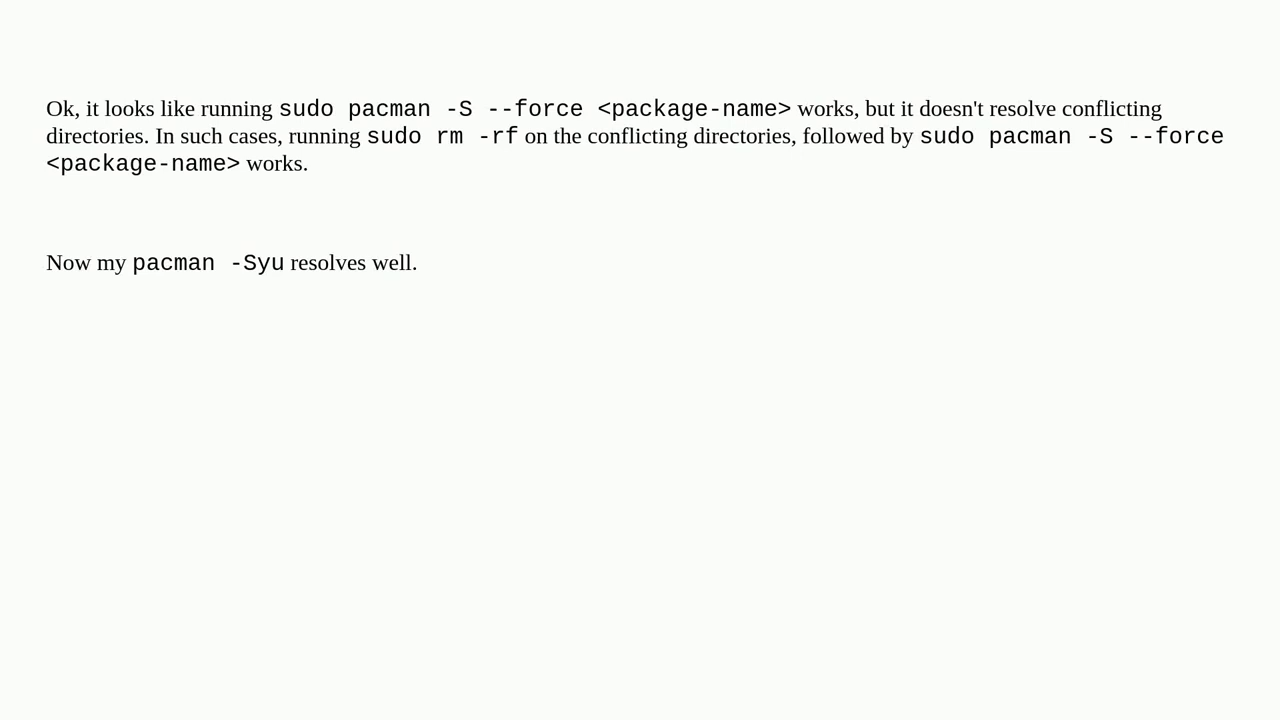 Ok, it looks like running sudo pacman -S --force <package-name> works, but it doesn't resolve conflicting
directories. In such cases, running sudo rm -rf on the conflicting directories, followed by sudo pacman -S --force
<package-name> works.
Now my pacman -Syu resolves well.